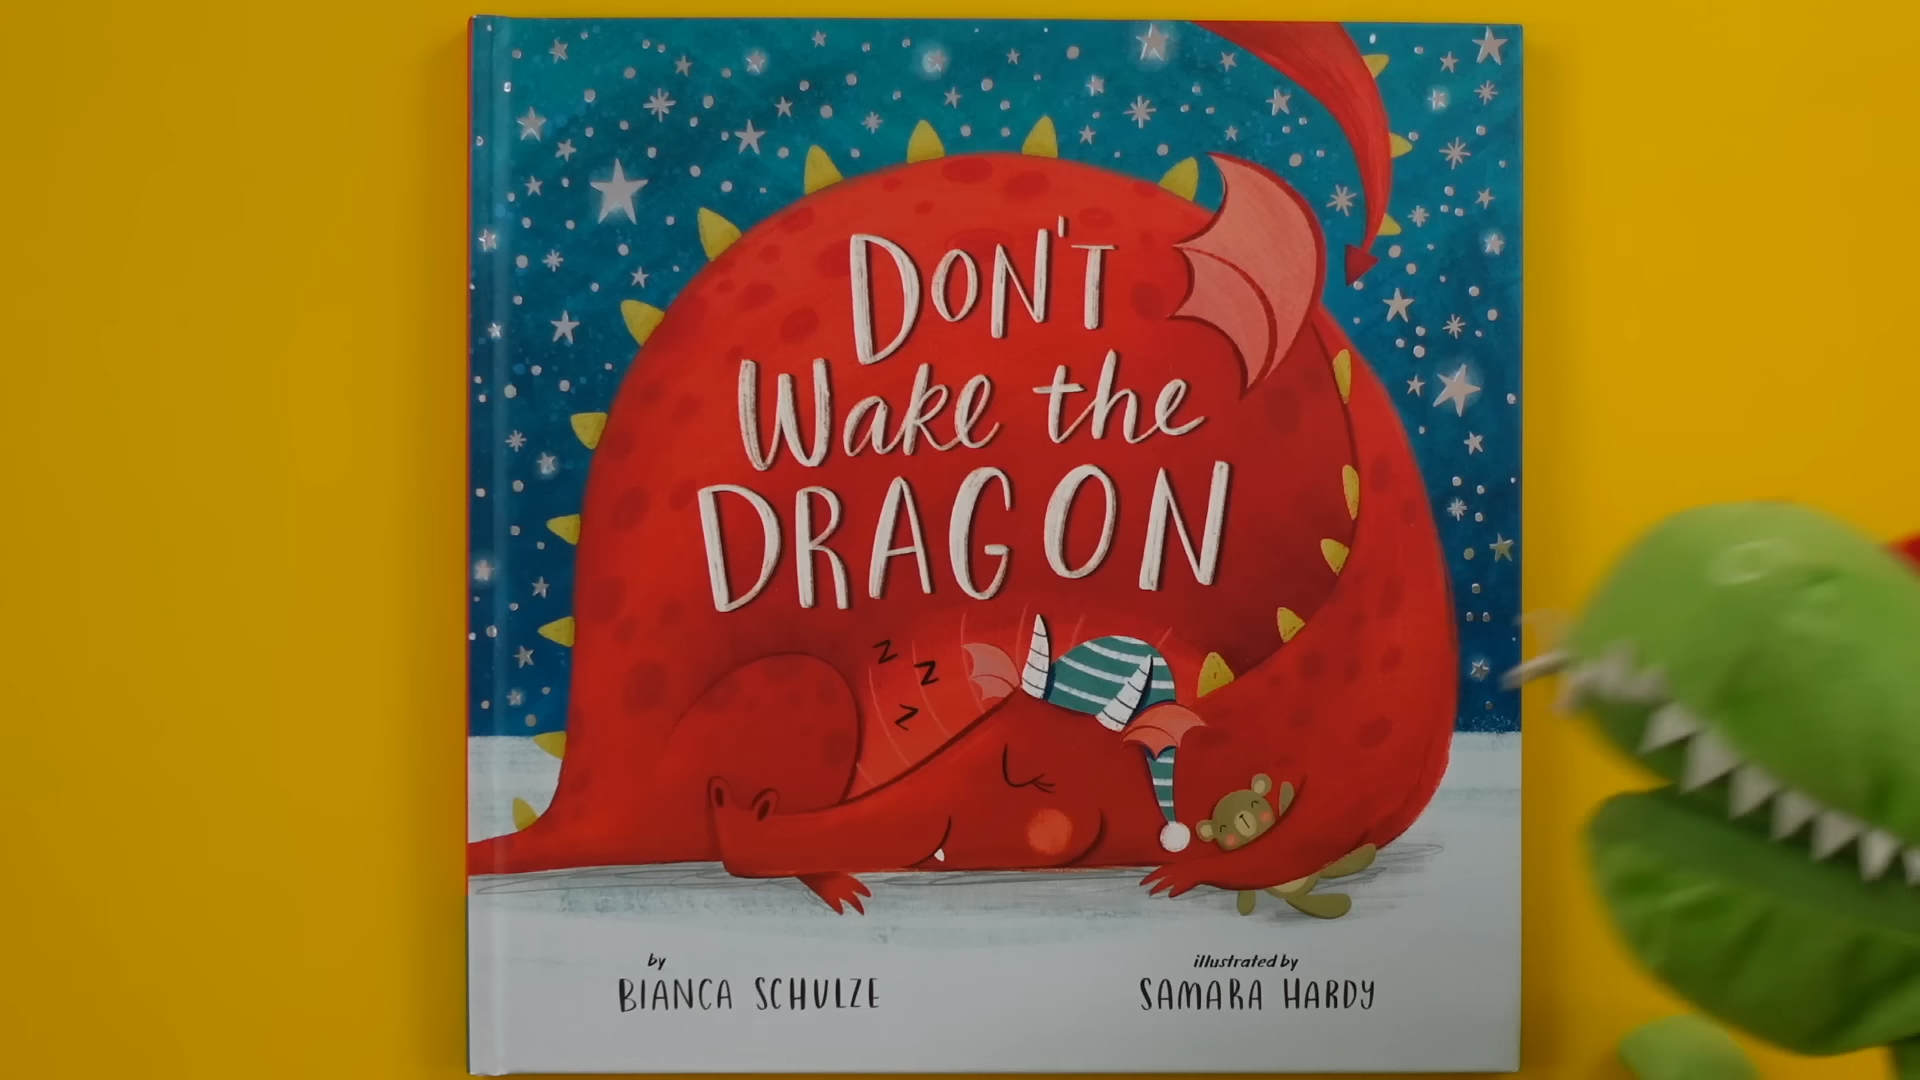 DON'T
Wake the
DRAGON
z
z
z
by
BIANCA SCHULZE
illustrated by
SAMARA HARDY